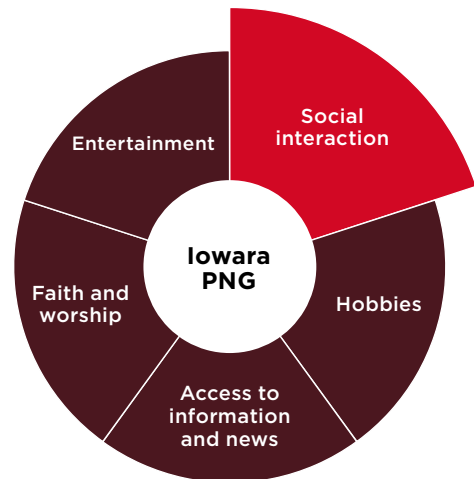 Social
interaction
Entertainment
Iowara
PNG
Faith and
worship
Hobbies
Access to
information
and news